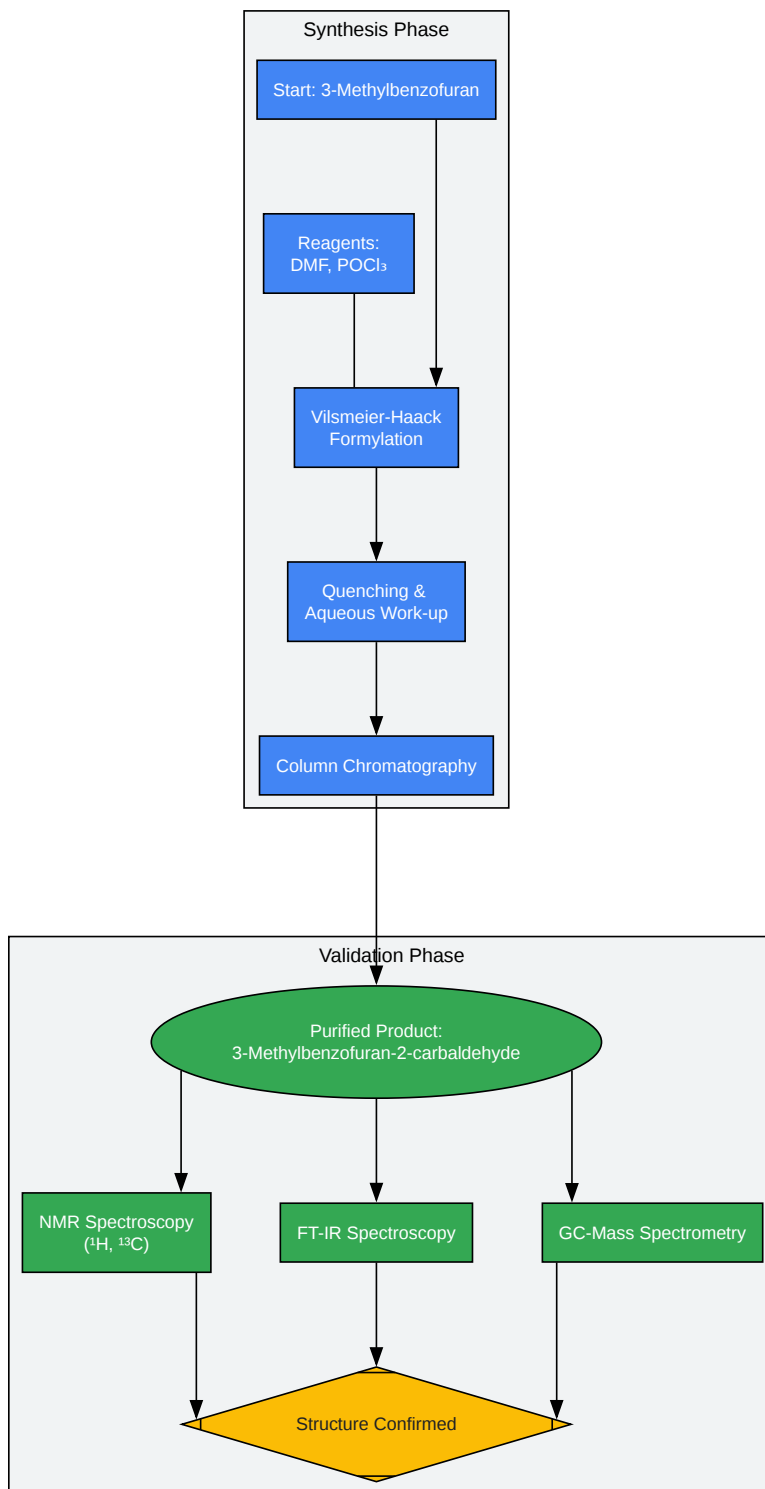 Synthesis Phase
Start: 3-Methylbenzofuran
Reagents:
DMF, POCl₃
Vilsmeier-Haack
Formylation
Quenching &
Aqueous Work-up
Column Chromatography
Validation Phase
Purified Product:
3-Methylbenzofuran-2-carbaldehyde
NMR Spectroscopy
(¹H, ¹³C)
FT-IR Spectroscopy
GC-Mass Spectrometry
Structure Confirmed